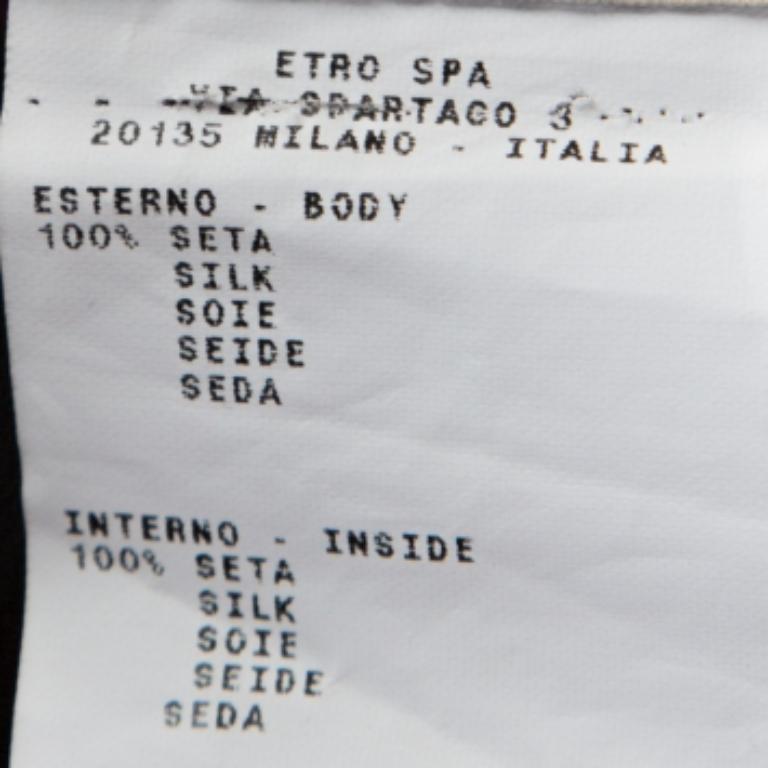 ETRO SPA
VIA SPARTACO 3
20135 MILANO - ITALIA
ESTERNO - BODY
100% SETA
SILK
SOIE
SEIDE
SEDA
INTERNO - INSIDE
100% SETA
SILK
SOIE
SEIDE
SEDA